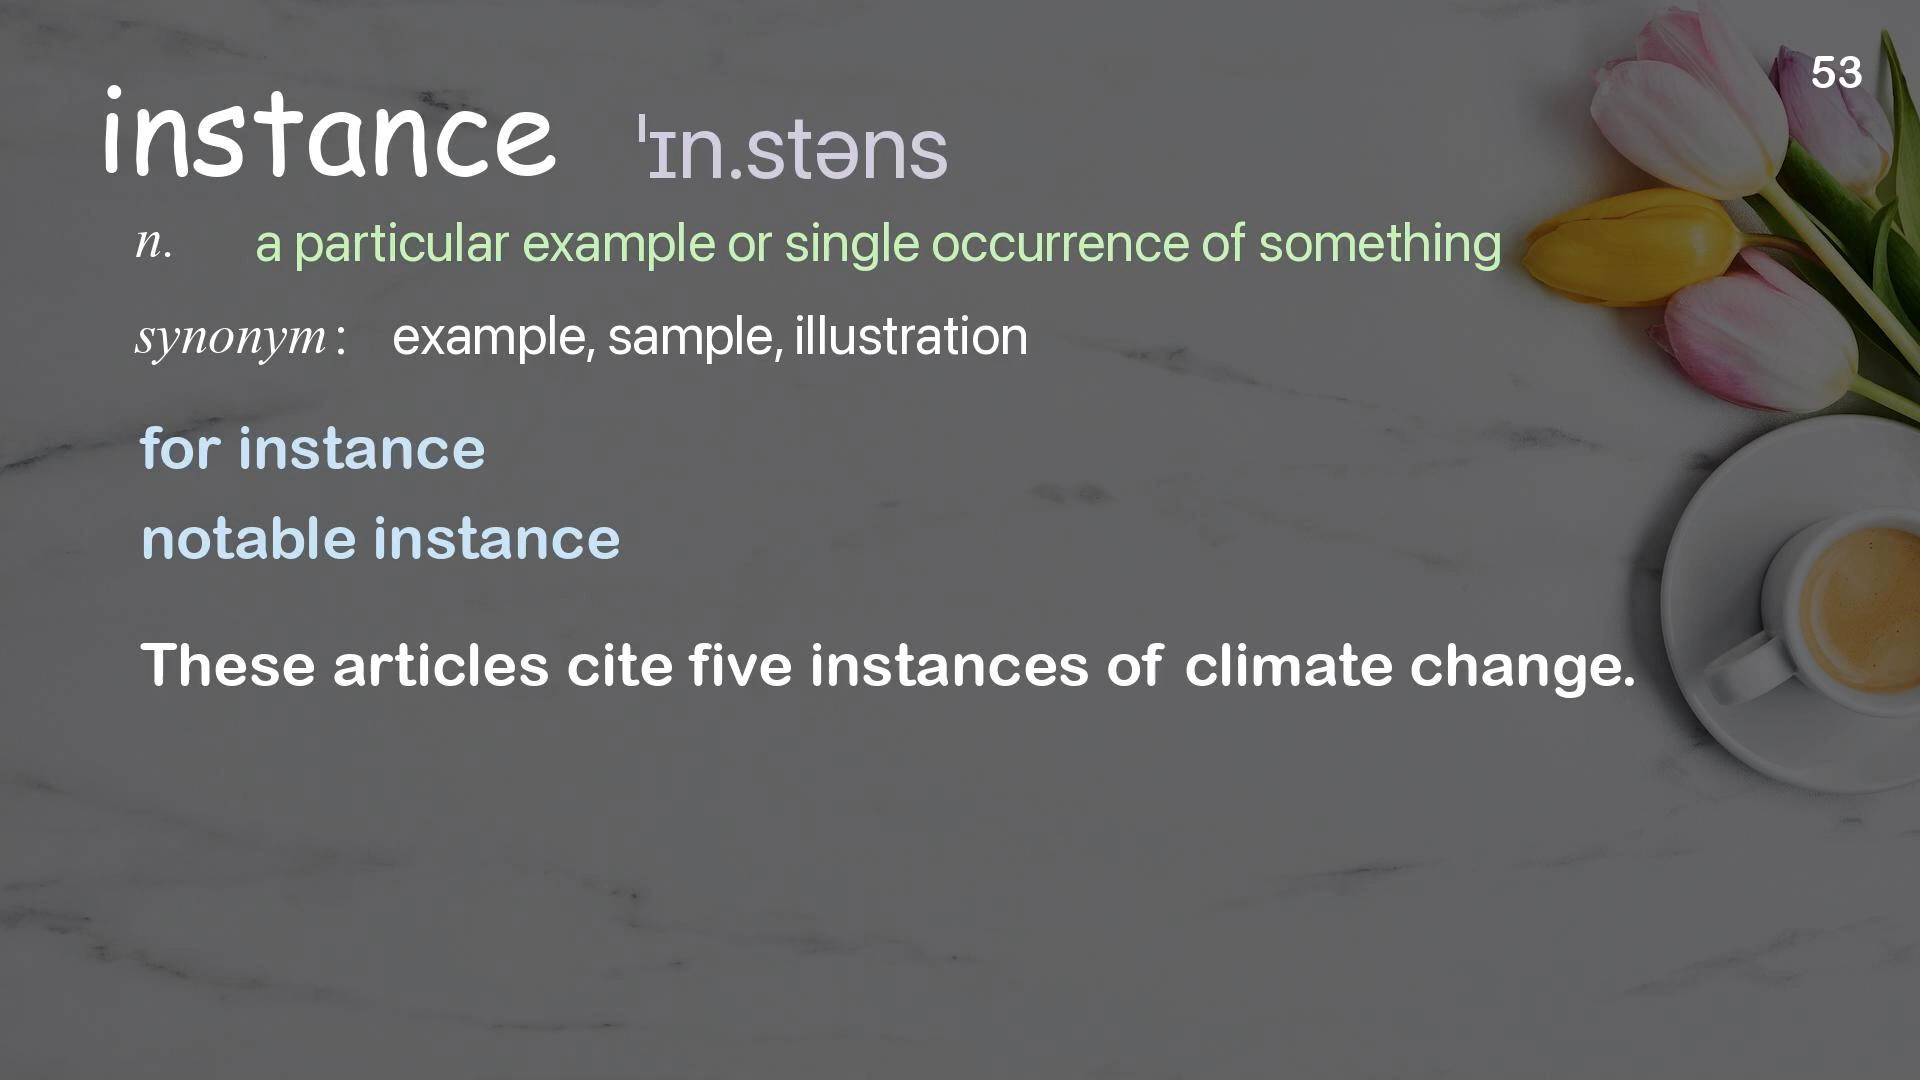 53
instance ˈɪn.stəns
n. a particular example or single occurrence of something
synonym : example, sample, illustration
for instance
notable instance
These articles cite five instances of climate change.